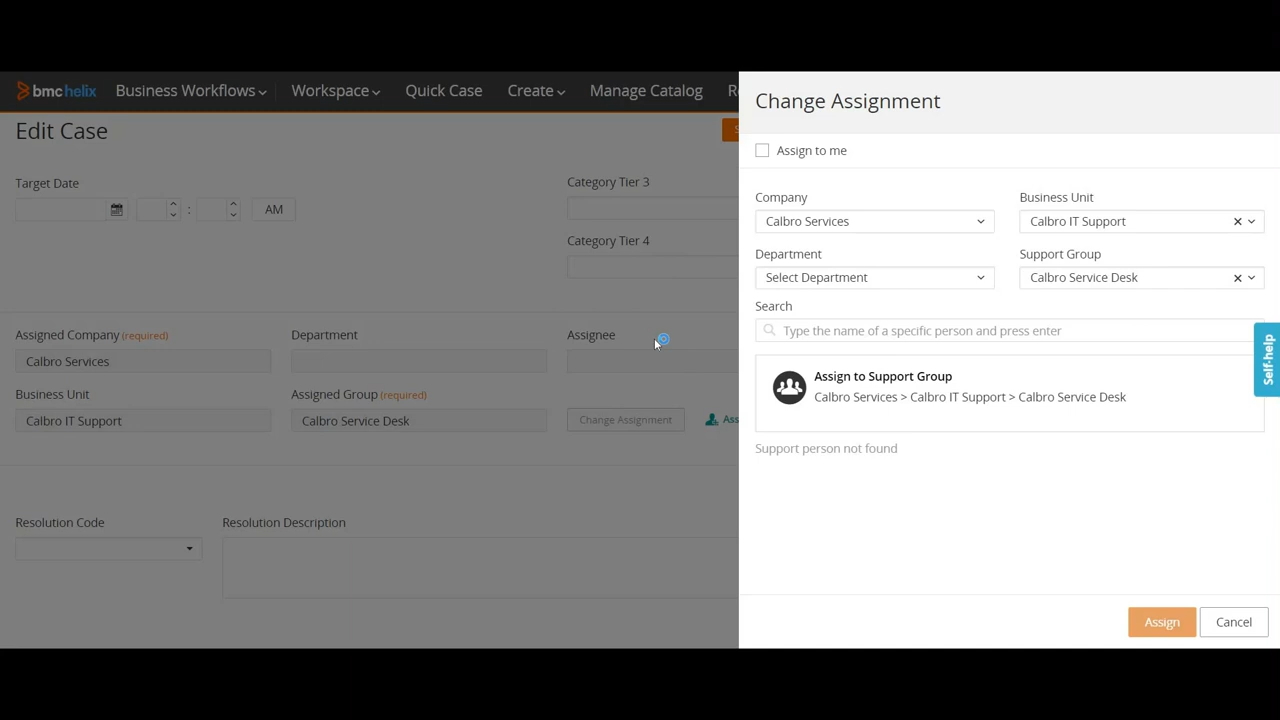 bmchelix Business Workflows Workspace Quick Case Create Manage Catalog
Edit Case
Target Date
: AM
Category Tier 3
Category Tier 4
Assigned Company (required) Department Assignee
Calbro Services
Business Unit Assigned Group (required)
Calbro IT Support Calbro Service Desk Change Assignment
Resolution Code Resolution Description
Change Assignment
Assign to me
Company Business Unit
Calbro Services Calbro IT Support
Department Support Group
Select Department Calbro Service Desk
Search
Type the name of a specific person and press enter
Assign to Support Group
Calbro Services > Calbro IT Support > Calbro Service Desk
Support person not found
Assign Cancel
Self-help